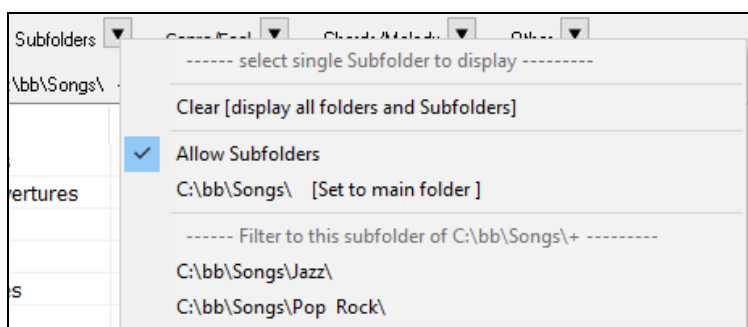 Subfolders
------ select single Subfolder to display ---------
\bb\Songs\
Clear [display all folders and Subfolders]
Allow Subfolders
ertures
C:\bb\Songs\ [Set to main folder ]
------ Filter to this subfolder of C:\bb\Songs\+ ---------
C:\bb\Songs\Jazz\
s
C:\bb\Songs\Pop Rock\